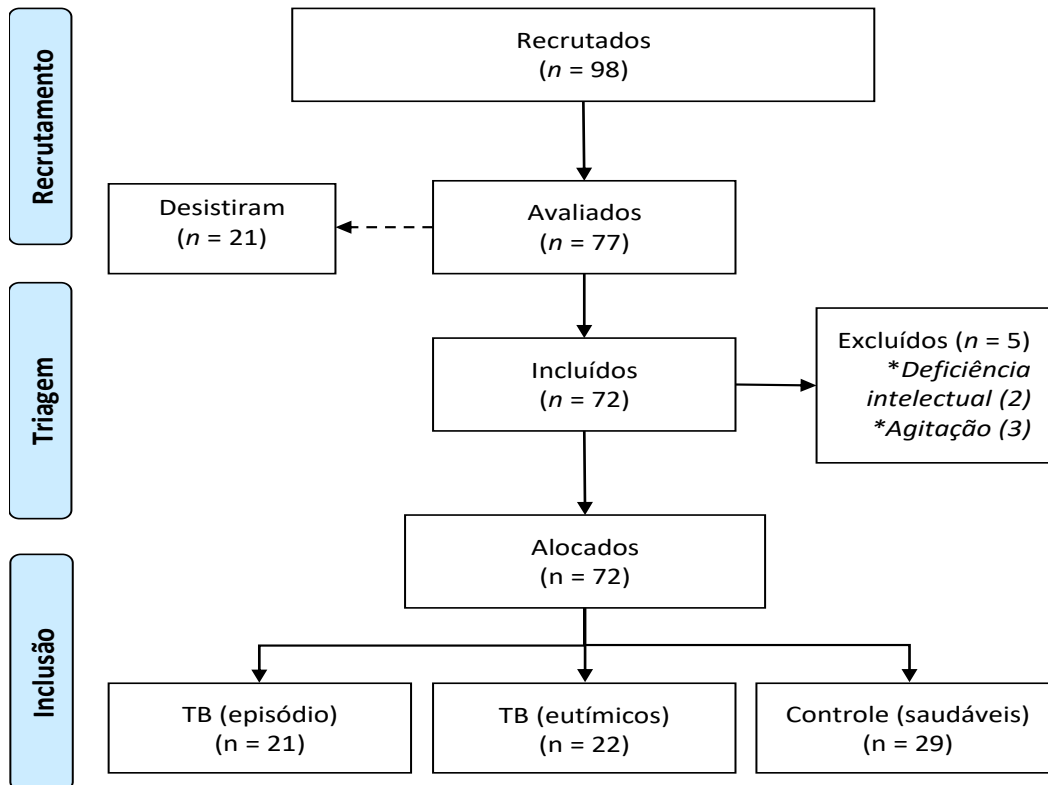 Recrutamento
Recrutados
(n = 98)
Desistiram
(n = 21)
Avaliados
(n = 77)
Triagem
Incluídos
(n = 72)
Excluídos (n = 5)
*Deficiência
intelectual (2)
*Agitação (3)
Alocados
(n = 72)
Inclusão
TB (episódio)
n = 21
TB (eutímicos)
n = 22
Controle (saudáveis)
n = 29